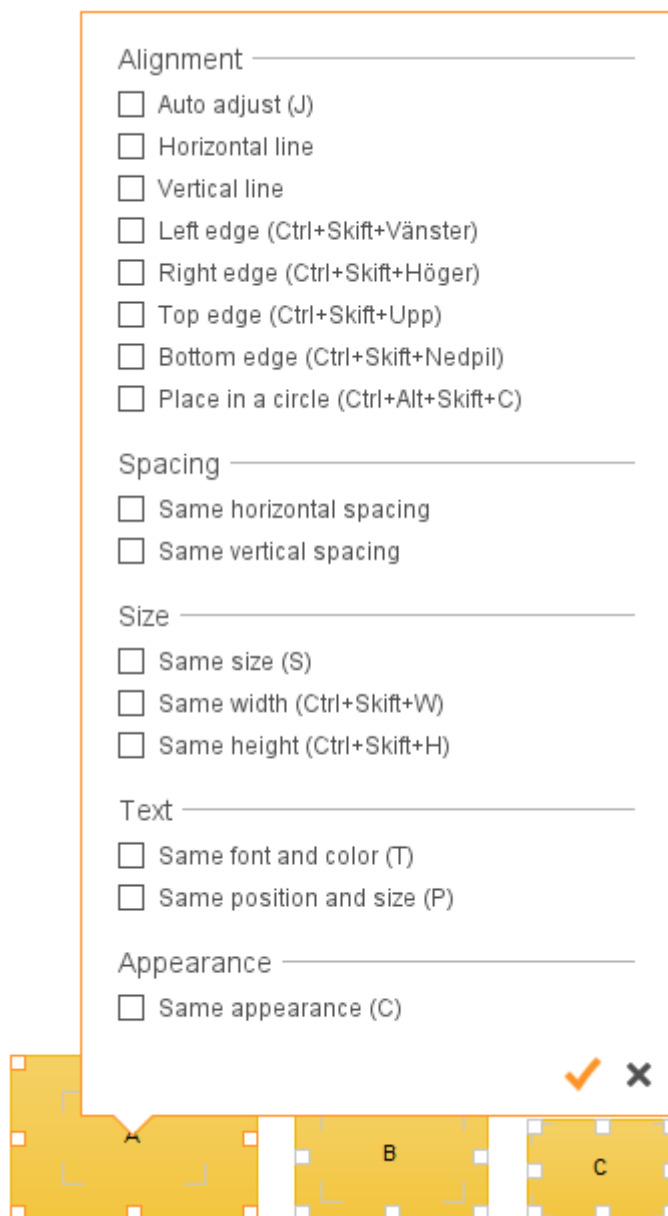 Alignment
Auto adjust (J)
Horizontal line
Vertical line
Left edge (Ctrl+Skift+Vänster)
Right edge (Ctrl+Skift+Höger)
Top edge (Ctrl+Skift+Upp)
Bottom edge (Ctrl+Skift+Nedpil)
Place in a circle (Ctrl+Alt+Skift+C)
Spacing
Same horizontal spacing
Same vertical spacing
Size
Same size (S)
Same width (Ctrl+Skift+W)
Same height (Ctrl+Skift+H)
Text
Same font and color (T)
Same position and size (P)
Appearance
Same appearance (C)
A
B
C